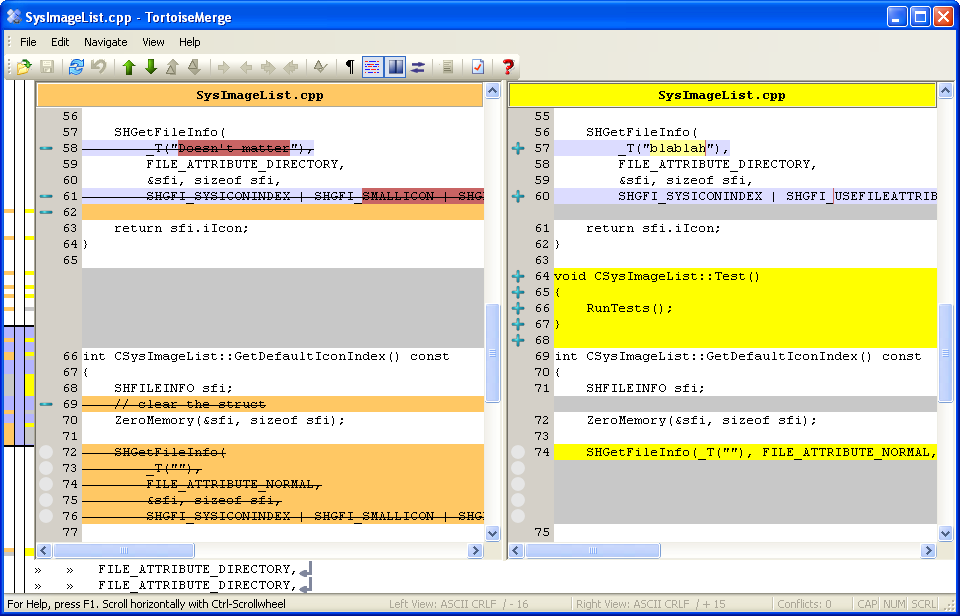 SysImageList.cpp - TortoiseMerge
File Edit Navigate View Help
SysImageList.cpp
56
57 SHGetFileInfo(
58 _T("Doesn't matter"),
59 FILE_ATTRIBUTE_DIRECTORY,
60 &sfi, sizeof sfi,
61 SHGFI_SYSICONINDEX | SHGFI_SMALLICON | SHG
62
63 return sfi.iIcon;
64 }
65
66 int CSysImageList::GetDefaultIconIndex() const
67 {
68 SHFILEINFO sfi;
69 // clear the struct
70 ZeroMemory(&sfi, sizeof sfi);
71
72 SHGetFileInfo(
73 _T(""),
74 FILE_ATTRIBUTE_NORMAL,
75 &sfi, sizeof sfi,
76 SHGFI_SYSICONINDEX | SHGFI_SMALLICON | SHG
77
SysImageList.cpp
55
56 SHGetFileInfo(
57 _T("blablah"),
58 FILE_ATTRIBUTE_DIRECTORY,
59 &sfi, sizeof sfi,
60 SHGFI_SYSICONINDEX | SHGFI_USEFILEATTRIB
61 return sfi.iIcon;
62 }
63
64 void CSysImageList::Test()
65 {
66 RunTests();
67 }
68
69 int CSysImageList::GetDefaultIconIndex() const
70 {
71 SHFILEINFO sfi;
72 ZeroMemory(&sfi, sizeof sfi);
73
74 SHGetFileInfo(_T(""), FILE_ATTRIBUTE_NORMAL,
75
» » FILE_ATTRIBUTE_DIRECTORY,
» » FILE_ATTRIBUTE_DIRECTORY,
For Help, press F1. Scroll horizontally with Ctrl-Scrollwheel Left View: ASCII CRLF / - 16 Right View: ASCII CRLF / + 15 Conflicts: 0 CAP NUM SCRL